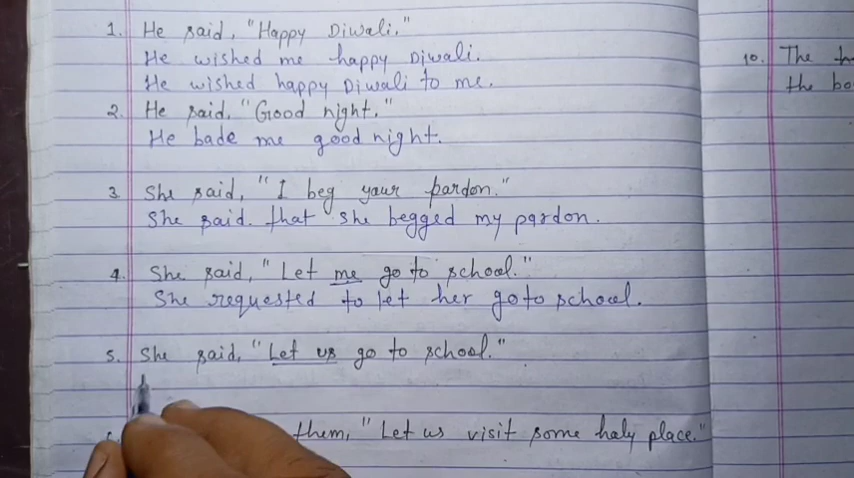 1. He said, "Happy Diwali."
He wished me happy Diwali.
He wished happy Diwali to me.
2. He said, "Good night."
He bade me good night.
3. She said, "I beg your pardon."
She said. that she begged my pardon.
4. She said, "Let me go to school."
She requested to let her go to school.
5. She said, "Let us go to school."
them, "Let us visit some holy place."
10. The
the